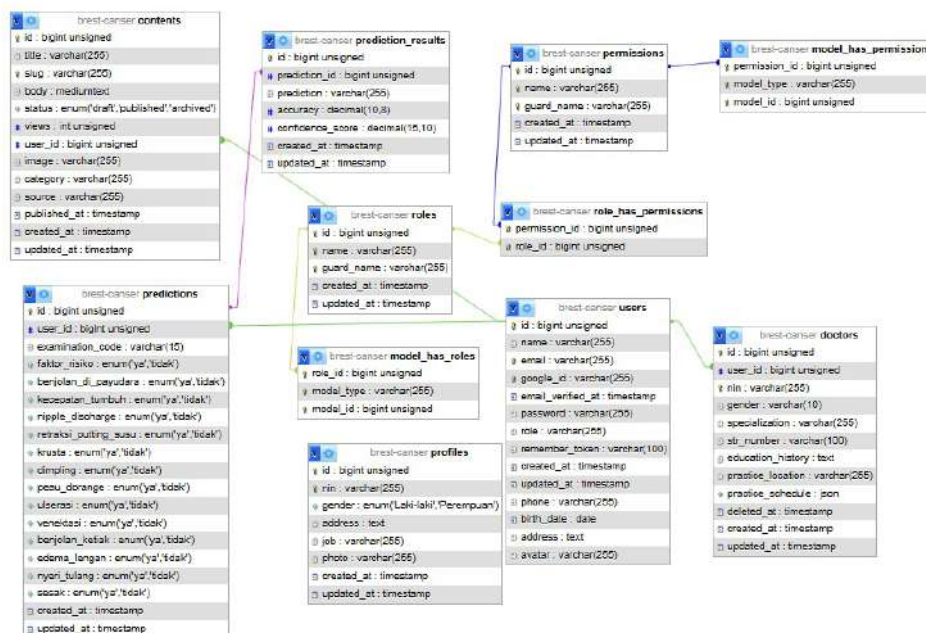 brest-canser contents
id : bigint unsigned
title : varchar(255)
slug : varchar(255)
body : mediumtext
status : enum('draft','published','archived')
views : int unsigned
user_id : bigint unsigned
image : varchar(255)
category : varchar(255)
source : varchar(255)
published_at : timestamp
created_at : timestamp
updated_at : timestamp
brest-canser prediction_results
id : bigint unsigned
prediction_id : bigint unsigned
prediction : varchar(255)
accuracy : decimal(10,8)
confidence_score : decimal(15,10)
created_at : timestamp
updated_at : timestamp
brest-canser permissions
id : bigint unsigned
name : varchar(255)
guard_name : varchar(255)
created_at : timestamp
updated_at : timestamp
brest-canser model_has_permission
permission_id : bigint unsigned
model_type : varchar(255)
model_id : bigint unsigned
brest-canser roles
id : bigint unsigned
name : varchar(255)
guard_name : varchar(255)
created_at : timestamp
updated_at : timestamp
brest-canser role_has_permissions
permission_id : bigint unsigned
role_id : bigint unsigned
brest-canser predictions
id : bigint unsigned
user_id : bigint unsigned
examination_code : varchar(15)
faktor_risiko : enum('ya','tidak')
benjolan_di_payudara : enum('ya','tidak')
kecepatan_tumbuh : enum('ya','tidak')
nipple_discharge : enum('ya','tidak')
retraksi_putting_susu : enum('ya','tidak')
krusta : enum('ya','tidak')
dimpling : enum('ya','tidak')
peau_dorange : enum('ya','tidak')
ulserasi : enum('ya','tidak')
venektasi : enum('ya','tidak')
benjolan_ketiak : enum('ya','tidak')
edema_lengan : enum('ya','tidak')
nyeri_tulang : enum('ya','tidak')
sesak : enum('ya','tidak')
created_at : timestamp
updated_at : timestamp
brest-canser model_has_roles
role_id : bigint unsigned
model_type : varchar(255)
model_id : bigint unsigned
brest-canser profiles
id : bigint unsigned
nin : varchar(255)
gender : enum('Laki-laki','Perempuan')
address : text
job : varchar(255)
photo : varchar(255)
created_at : timestamp
updated_at : timestamp
brest-canser users
id : bigint unsigned
name : varchar(255)
email : varchar(255)
google_id : varchar(255)
email_verified_at : timestamp
password : varchar(255)
role : varchar(255)
remember_token : varchar(100)
created_at : timestamp
updated_at : timestamp
phone : varchar(255)
birth_date : date
address : text
avatar : varchar(255)
brest-canser doctors
id : bigint unsigned
user_id : bigint unsigned
nin : varchar(255)
gender : varchar(10)
specialization : varchar(255)
str_number : varchar(100)
education_history : text
practice_location : varchar(255)
practice_schedule : json
deleted_at : timestamp
created_at : timestamp
updated_at : timestamp